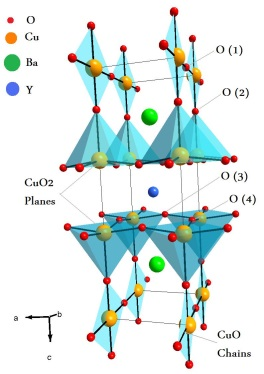 O
Cu
Ba
Y
O (1)
O (2)
CuO2
Planes
O (3)
O (4)
a
b
c
CuO
Chains